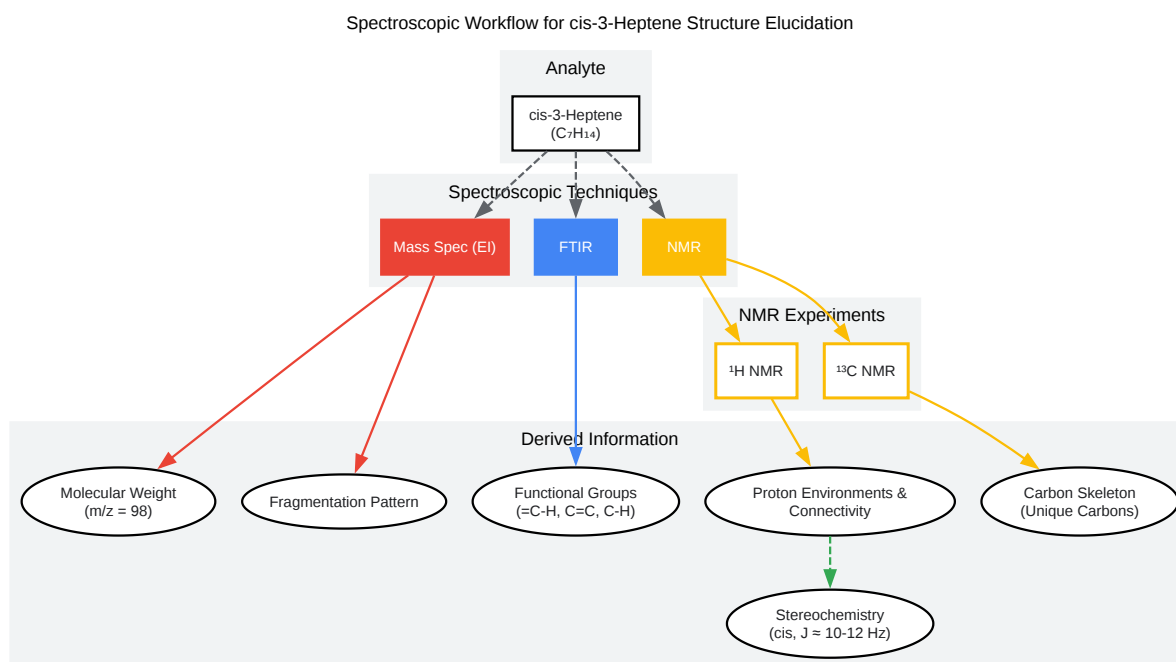 Spectroscopic Workflow for cis-3-Heptene Structure Elucidation
Analyte
cis-3-Heptene
(C₇H₁₄)
Spectroscopic Techniques
Mass Spec (EI)
FTIR
NMR
NMR Experiments
¹H NMR
¹³C NMR
Derived Information
Molecular Weight
(m/z = 98)
Fragmentation Pattern
Functional Groups
(=C-H, C=C, C-H)
Proton Environments &
Connectivity
Carbon Skeleton
(Unique Carbons)
Stereochemistry
(cis, J ≈ 10-12 Hz)